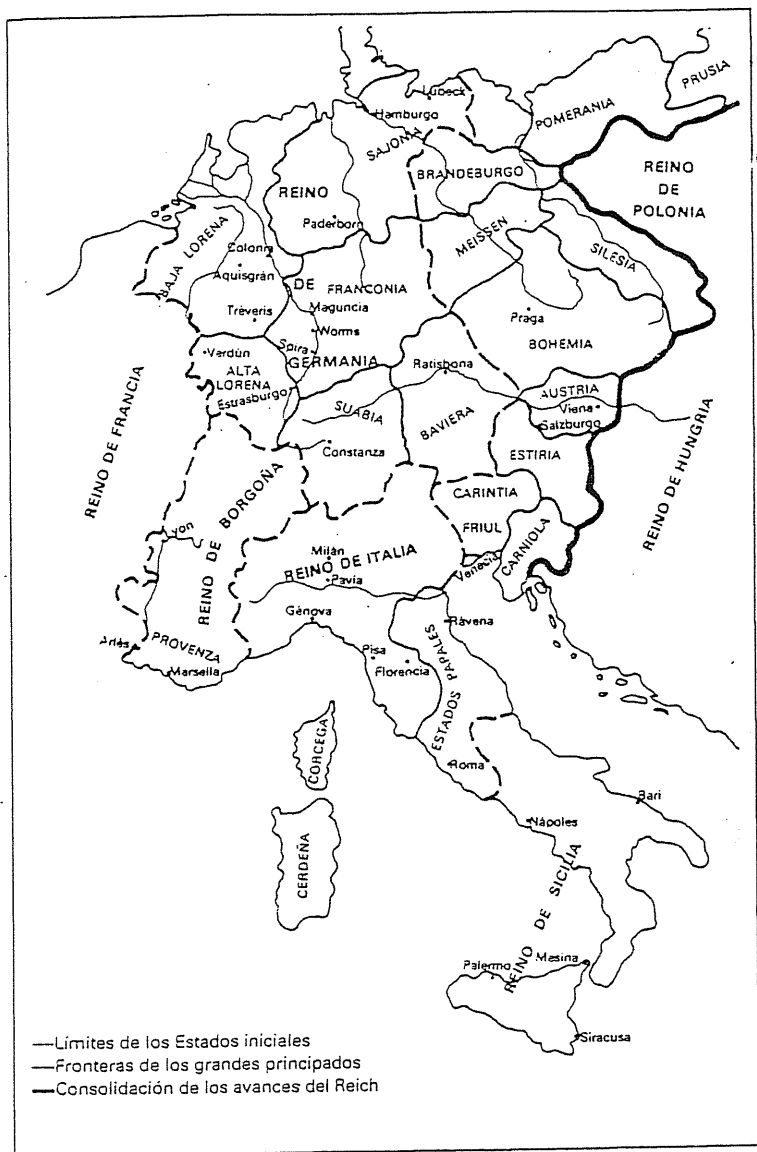 PRUSIA
Lübeck
Hamburgo
POMERANIA
SAJONIA
BRANDEBURGO
REINO
DE
POLONIA
REINO
Paderborn
MEISSEN
SILESIA
BAJA LORENA
Colonia
Aquisgrán
DE FRANCONIA
Tréveris
Maguncia
Worms
Praga
BOHEMIA
Spira
GERMANIA
Verdún
ALTA
LORENA
Estrasburgo
Ratisbona
AUSTRIA
Viena
Salzburgo
SUABIA
BAVIERA
ESTIRIA
Constanza
REINO DE FRANCIA
REINO DE HUNGRIA
CARINTIA
FRIUL
CARNIOLA
Venecia
REINO DE BORGOÑA
Lyon
Milán
REINO DE ITALIA
Pavía
Génova
Rávena
Arlés
PROVENZA
Marsella
Pisa
Florencia
ESTADOS PAPALES
CORCEGA
Roma
Bari
CERDEÑA
Nápoles
REINO DE SICILIA
Palermo
Mesina
Siracusa
Límites de los Estados iniciales
Fronteras de los grandes principados
Consolidación de los avances del Reich